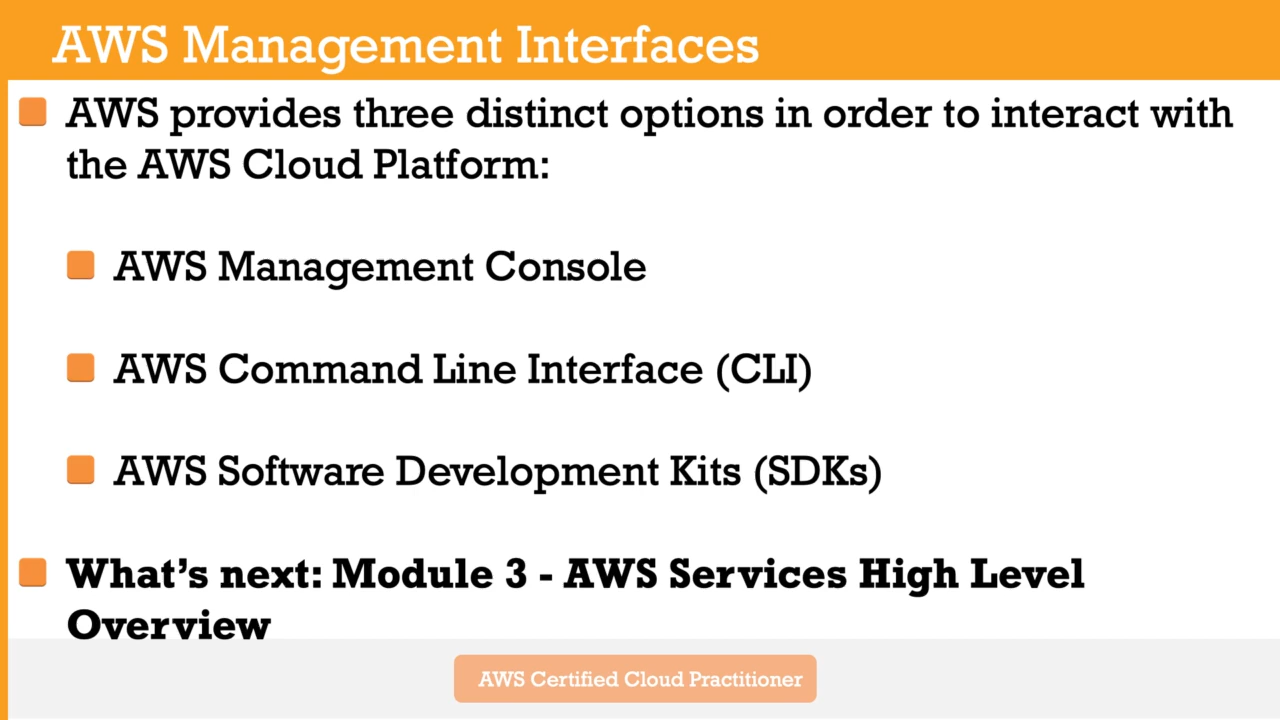 AWS Management Interfaces
AWS provides three distinct options in order to interact with
the AWS Cloud Platform:
AWS Management Console
AWS Command Line Interface (CLI)
AWS Software Development Kits (SDKs)
What’s next: Module 3 - AWS Services High Level
Overview
AWS Certified Cloud Practitioner